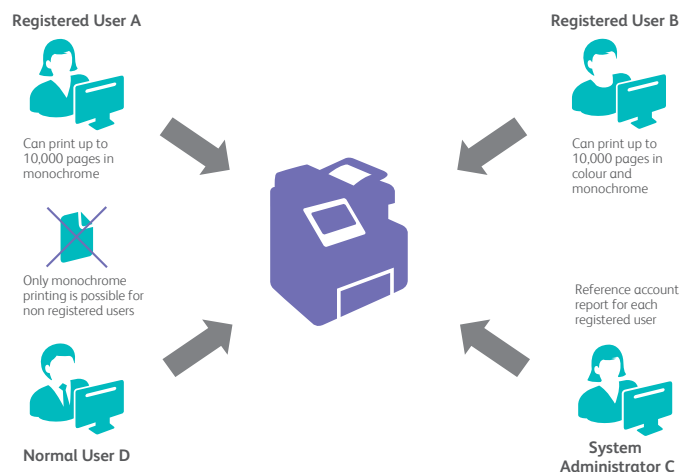 Registered User A
Can print up to
10,000 pages in
monochrome
Registered User B
Can print up to
10,000 pages in
colour and
monochrome
Only monochrome
printing is possible for
non registered users
Normal User D
Reference account
report for each
registered user
System
Administrator C